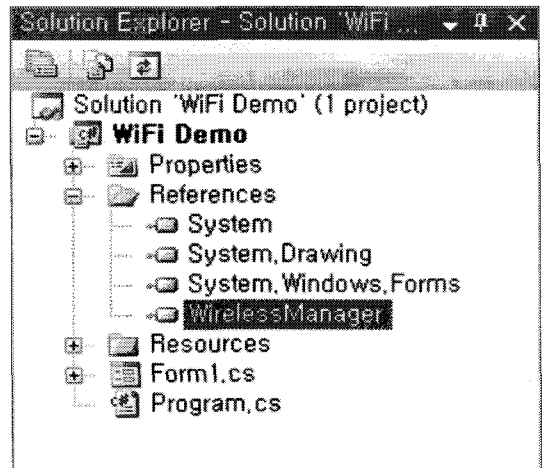 Solution Explorer - Solution 'WiFi ...
Solution 'WiFi Demo' (1 project)
WiFi Demo
Properties
References
System
System,Drawing
System,Windows,Forms
WirelessManager
Resources
Form1,cs
Program,cs